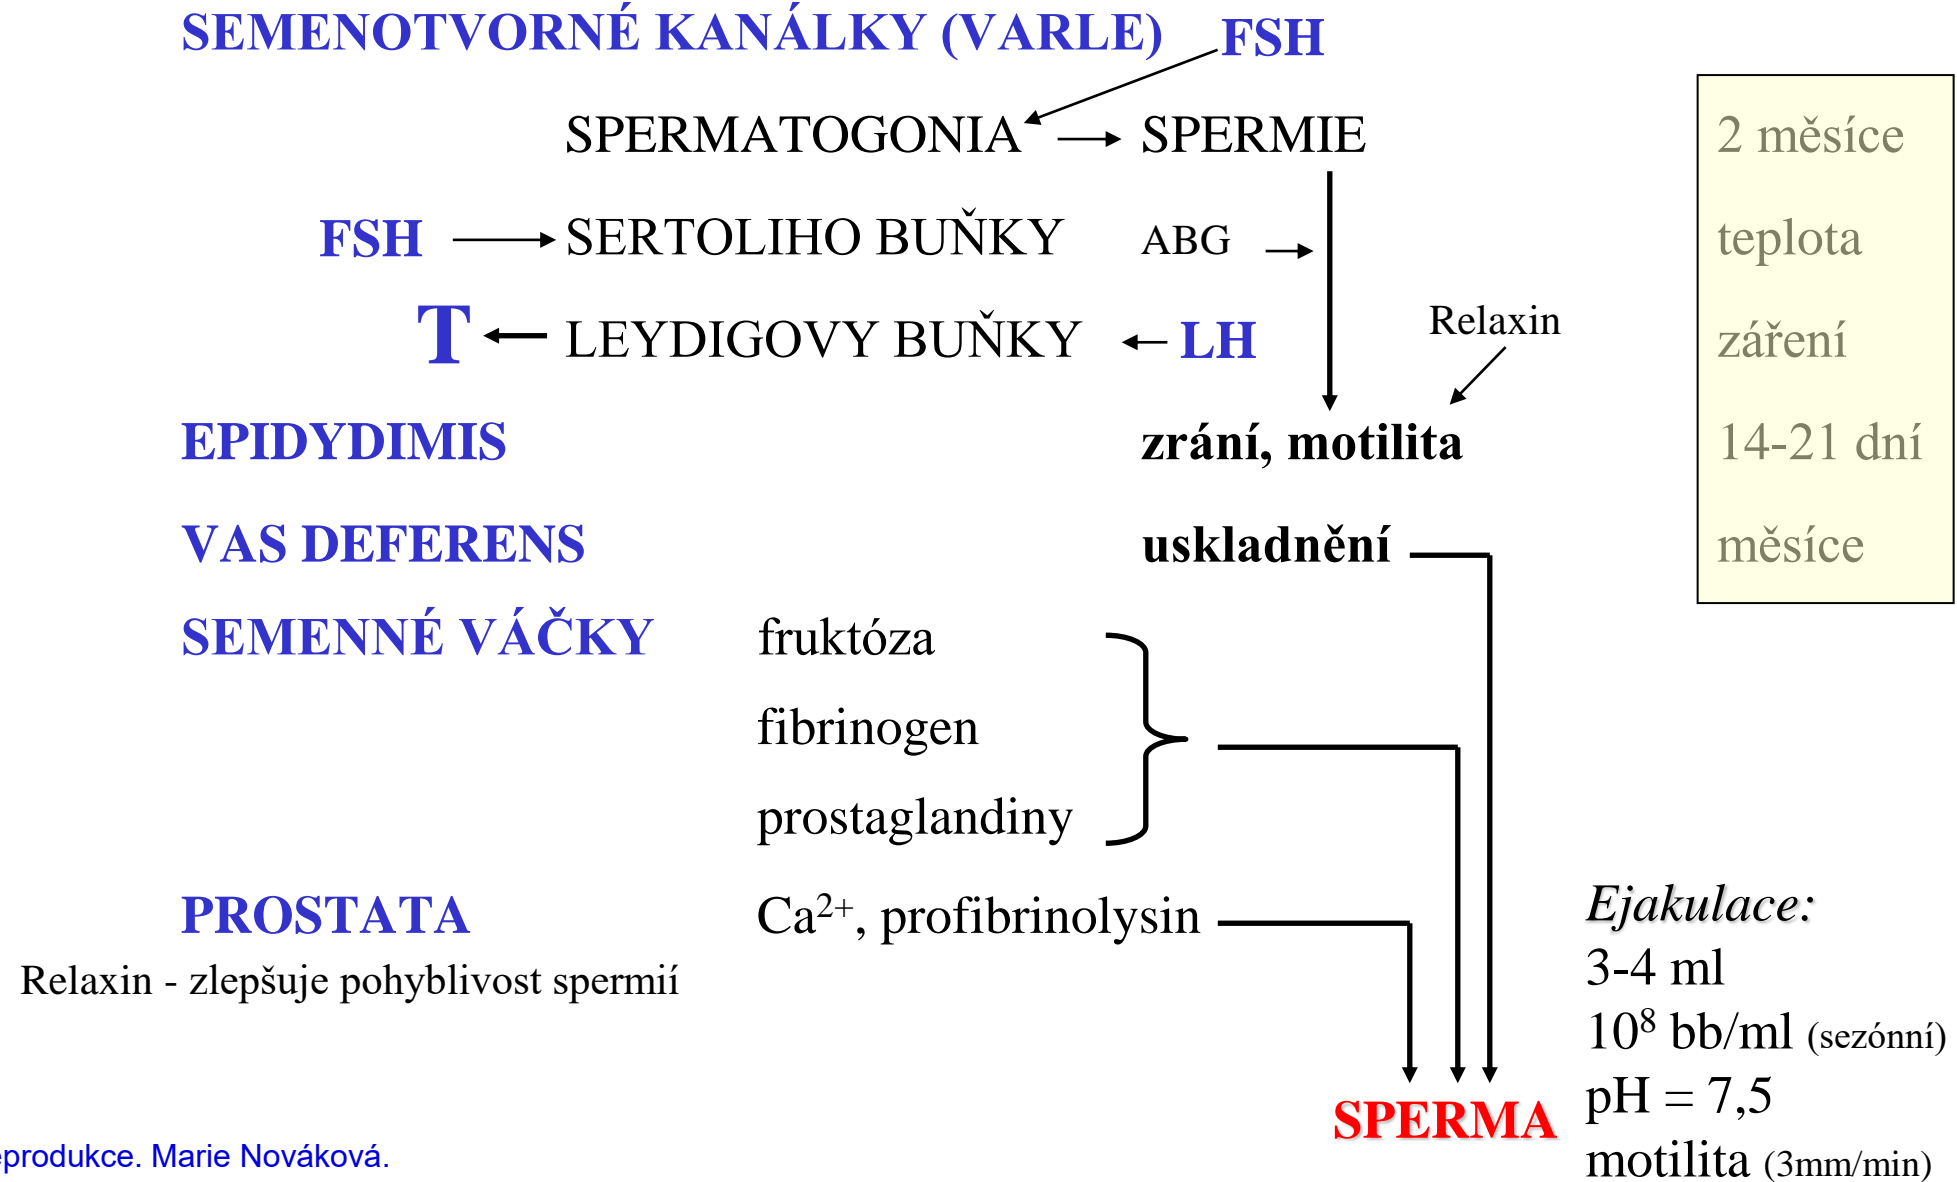 SEMENOTVORNÉ KANÁLKY (VARLE) FSH
SPERMATOGONIA SPERMIE 2 měsíce
FSH SERTOLIHO BUŇKY ABG teplota
T LEYDIGOVY BUŇKY LH Relaxin záření
EPIDYDIMIS zrání, motilita 14-21 dní
VAS DEFERENS uskladnění měsíce
SEMENNÉ VÁČKY fruktóza
fibrinogen
prostaglandiny
PROSTATA Ca²⁺, profibrinolysin
Relaxin - zlepšuje pohyblivost spermií
Ejakulace:
3-4 ml
10⁸ bb/ml (sezónní)
pH = 7,5
motilita (3mm/min)
SPERMA
eprodukce. Marie Nováková.